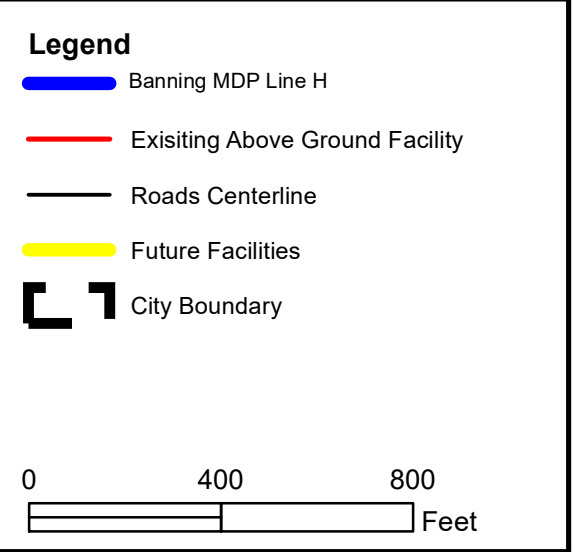 Legend
Banning MDP Line H
Exisiting Above Ground Facility
Roads Centerline
Future Facilities
City Boundary
0 400 800
Feet